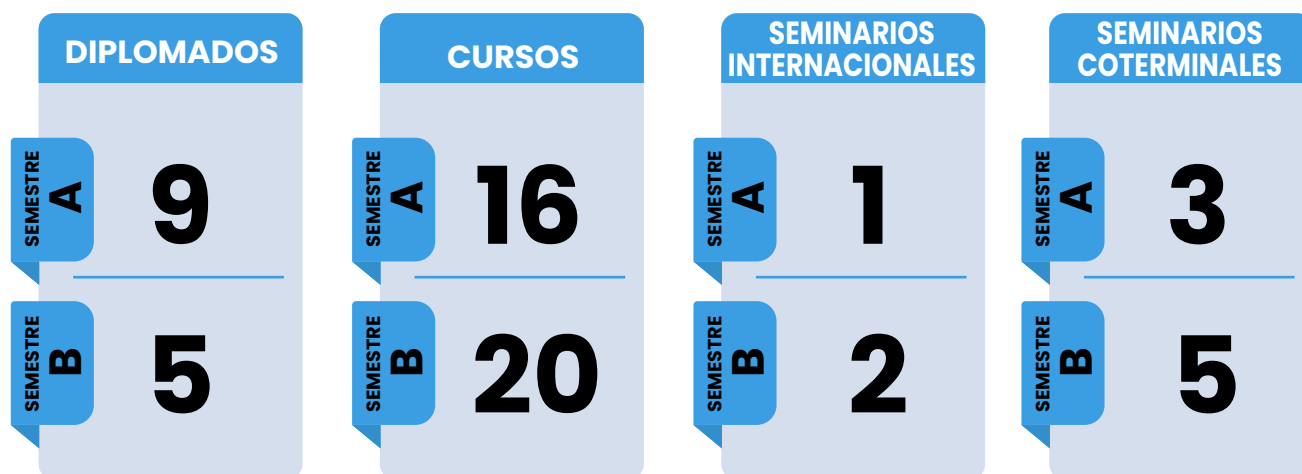 DIPLOMADOS
SEMESTRE
A
9
SEMESTRE
B
5
CURSOS
SEMESTRE
A
16
SEMESTRE
B
20
SEMINARIOS
INTERNACIONALES
SEMESTRE
A
1
SEMESTRE
B
2
SEMINARIOS
COTERMINALES
SEMESTRE
A
3
SEMESTRE
B
5